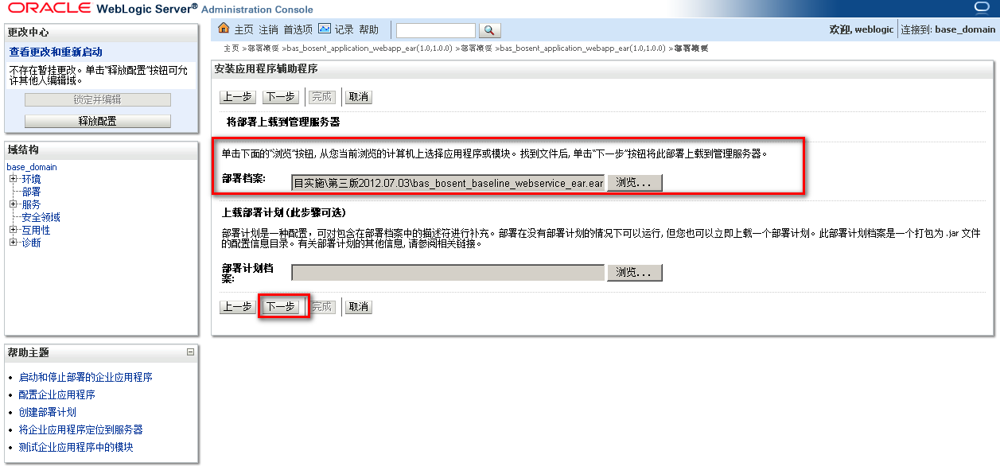 ORACLE WebLogic Server® Administration Console
更改中心
查看更改和重新启动
不存在暂挂更改。单击“释放配置”按钮可允
许其他人编辑域。
锁定并编辑
释放配置
域结构
base_domain
环境
部署
服务
安全领域
互用性
诊断
帮助主题
启动和停止部署的企业应用程序
配置企业应用程序
创建部署计划
将企业应用程序定位到服务器
测试企业应用程序中的模块
主页 注销 首选项 记录 帮助
欢迎, weblogic 连接到: base_domain
主页 >部署概要 >bas_bosent_application_webapp_ear(1.0,1.0.0) >部署概要 >bas_bosent_application_webapp_ear(1.0,1.0.0) >部署概要
安装应用程序辅助程序
上一步 下一步 完成 取消
将部署上载到管理服务器
单击下面的“浏览”按钮, 从您当前浏览的计算机上选择应用程序或模块。找到文件后, 单击“下一步”按钮将此部署上载到管理服务器。
部署档案: 目实施\第三版2012.07.03\bas_bosent_baseline_webservice_ear.ear 浏览...
上载部署计划 (此步骤可选)
部署计划是一种配置，可对包含在部署档案中的描述符进行补充。部署在没有部署计划的情况下可以运行, 但您也可以立即上载一个部署计划。此部署计划档案是一个打包为 .jar 文件
的配置信息目录。有关部署计划的其他信息, 请参阅相关链接。
部署计划档
案: 浏览...
上一步 下一步 完成 取消